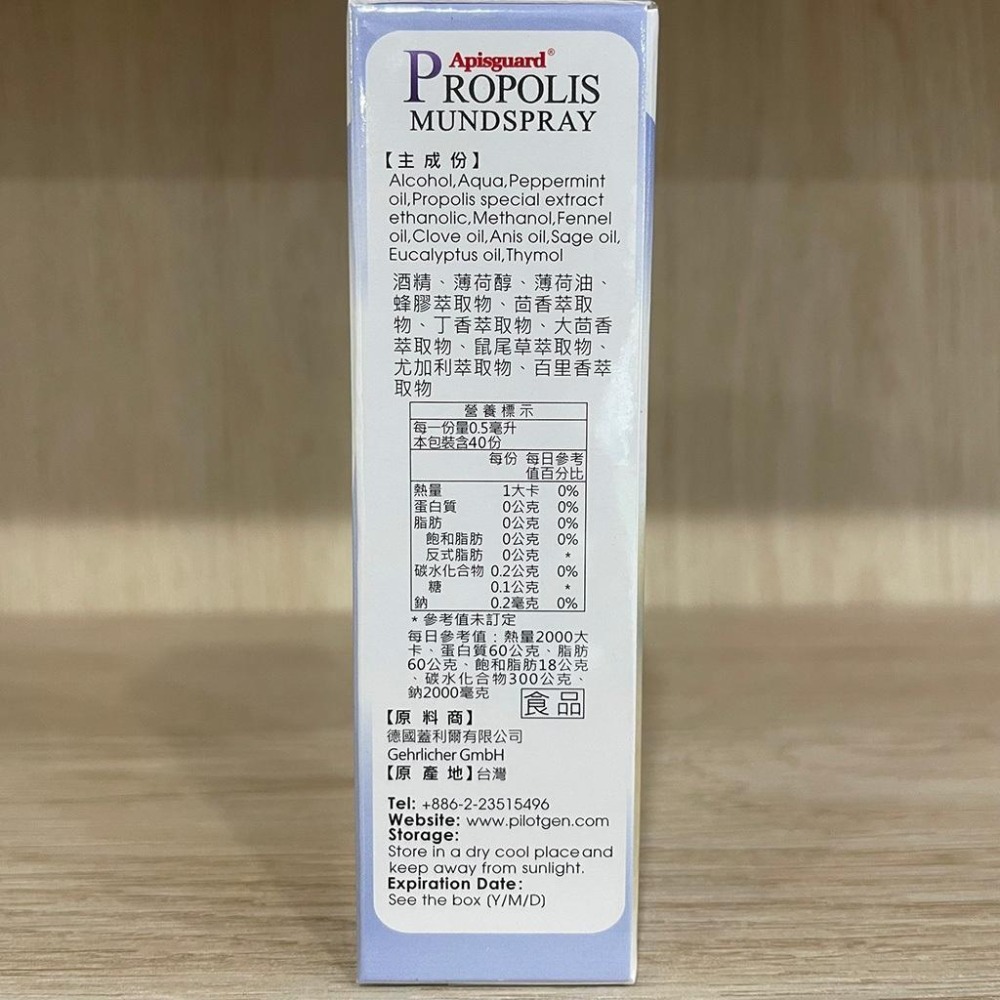 Apisguard®
PROPOLIS
MUNDSPRAY
【主成份】
Alcohol,Aqua,Peppermint
oil,Propolis special extract
ethanolic,Methanol,Fennel
oil,Clove oil,Anis oil,Sage oil,
Eucalyptus oil,Thymol
酒精、薄荷醇、薄荷油、
蜂膠萃取物、茴香萃取
物、丁香萃取物、大茴香
萃取物、鼠尾草萃取物、
尤加利萃取物、百里香萃
取物
營養標示
每一份量0.5毫升
本包裝含40份
每份 每日參考
值百分比
熱量 1大卡 0%
蛋白質 0公克 0%
脂肪 0公克 0%
飽和脂肪 0公克 0%
反式脂肪 0公克 *
碳水化合物 0.2公克 0%
糖 0.1公克 *
鈉 0.2毫克 0%
* 參考值未訂定
每日參考值：熱量2000大
卡、蛋白質60公克、脂肪
60公克、飽和脂肪18公克
、碳水化合物300公克、
鈉2000毫克
食品
【原料商】
德國蓋利爾有限公司
Gehrlicher GmbH
【原產地】台灣
Tel: +886-2-23515496
Website: www.pilotgen.com
Storage:
Store in a dry cool place and
keep away from sunlight.
Expiration Date:
See the box (Y/M/D)